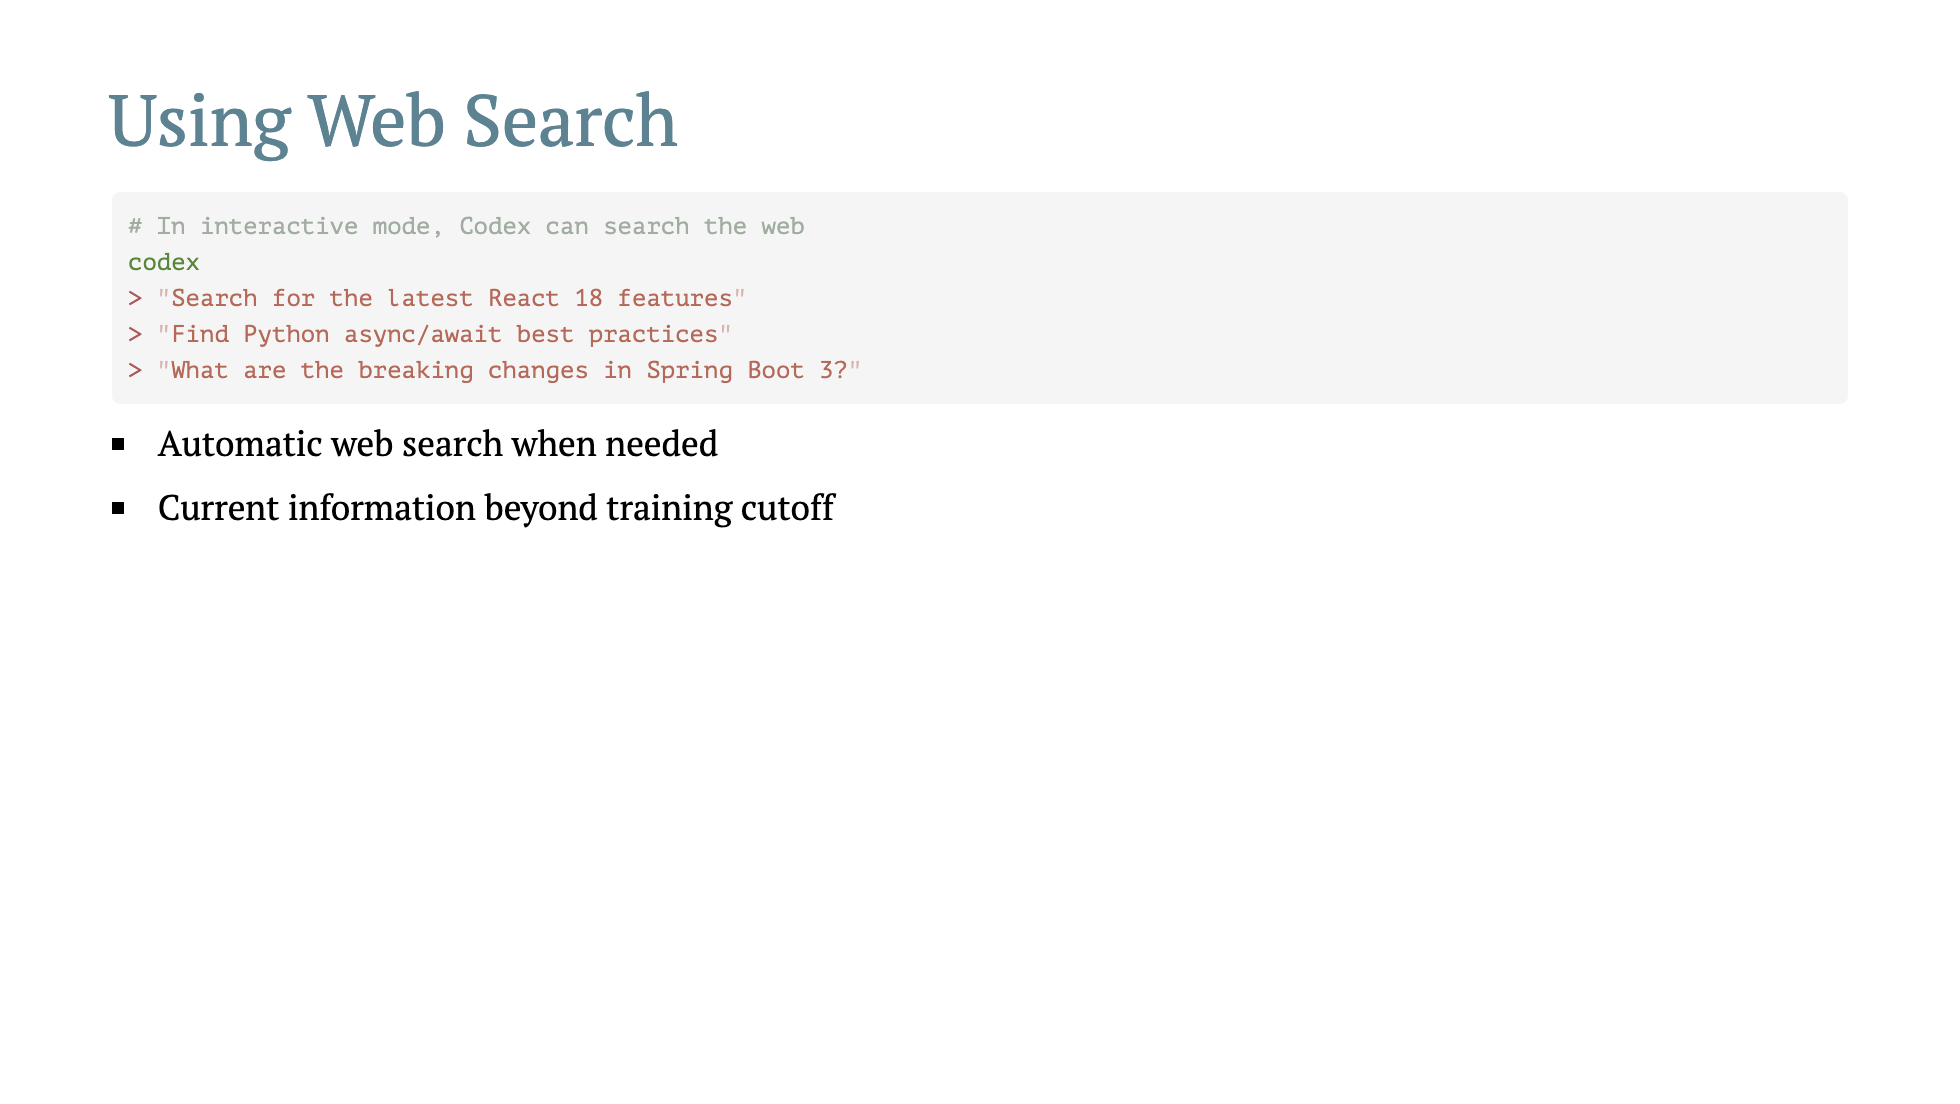 Using Web Search
# In interactive mode, Codex can search the web
codex
> "Search for the latest React 18 features"
> "Find Python async/await best practices"
> "What are the breaking changes in Spring Boot 3?"
▪ Automatic web search when needed
▪ Current information beyond training cutoff